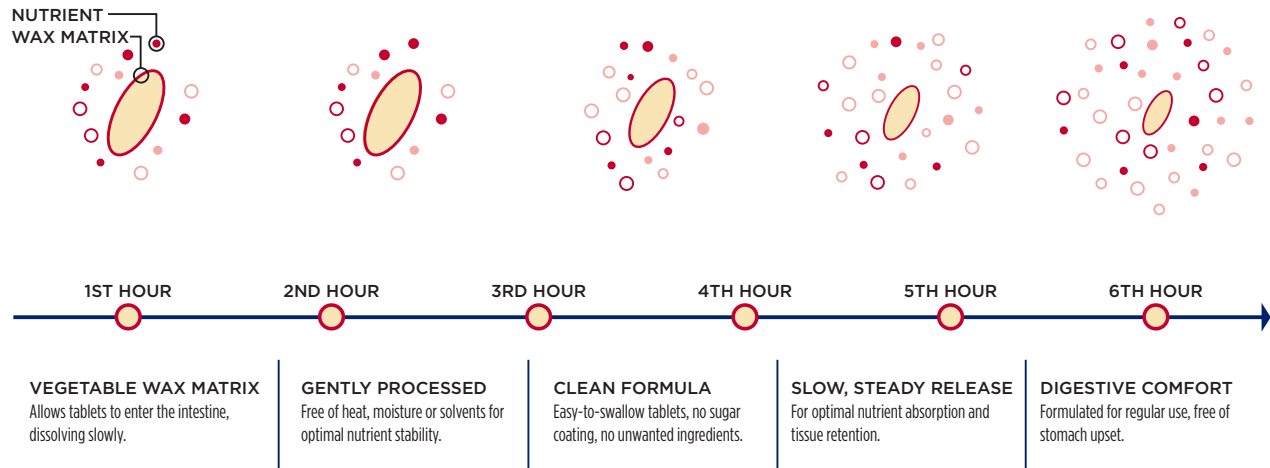 NUTRIENT
WAX MATRIX
1ST HOUR
2ND HOUR
3RD HOUR
4TH HOUR
5TH HOUR
6TH HOUR
VEGETABLE WAX MATRIX
Allows tablets to enter the intestine,
dissolving slowly.
GENTLY PROCESSED
Free of heat, moisture or solvents for
optimal nutrient stability.
CLEAN FORMULA
Easy-to-swallow tablets, no sugar
coating, no unwanted ingredients.
SLOW, STEADY RELEASE
For optimal nutrient absorption and
tissue retention.
DIGESTIVE COMFORT
Formulated for regular use, free of
stomach upset.